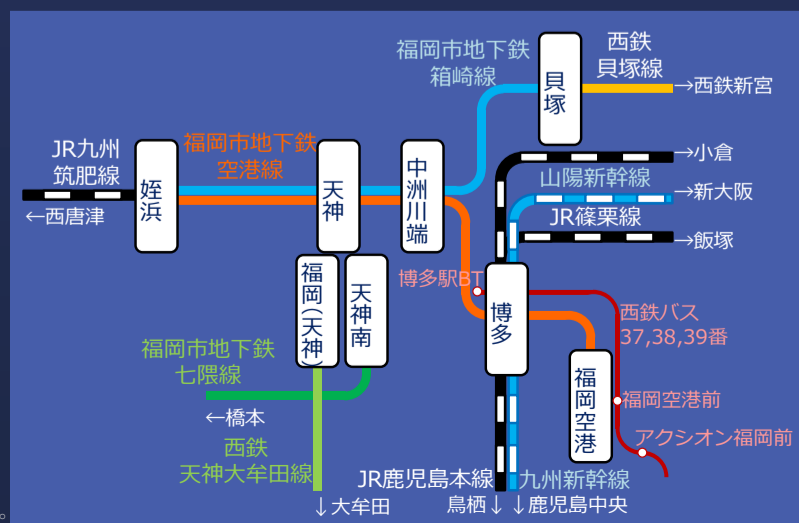 福岡市地下鉄
箱崎線
貝塚
西鉄
貝塚線
→西鉄新宮
JR九州
筑肥線
←西唐津
姪浜
福岡市地下鉄
空港線
天神
中洲川端
→小倉
山陽新幹線
→新大阪
JR篠栗線
→飯塚
博多駅BT
博多
西鉄バス
37,38,39番
福岡(天神)
天神南
福岡市地下鉄
七隈線
←橋本
西鉄
天神大牟田線
↓大牟田
福岡空港
福岡空港前
アクシオン福岡前
JR鹿児島本線
鳥栖↓
九州新幹線
↓鹿児島中央
。